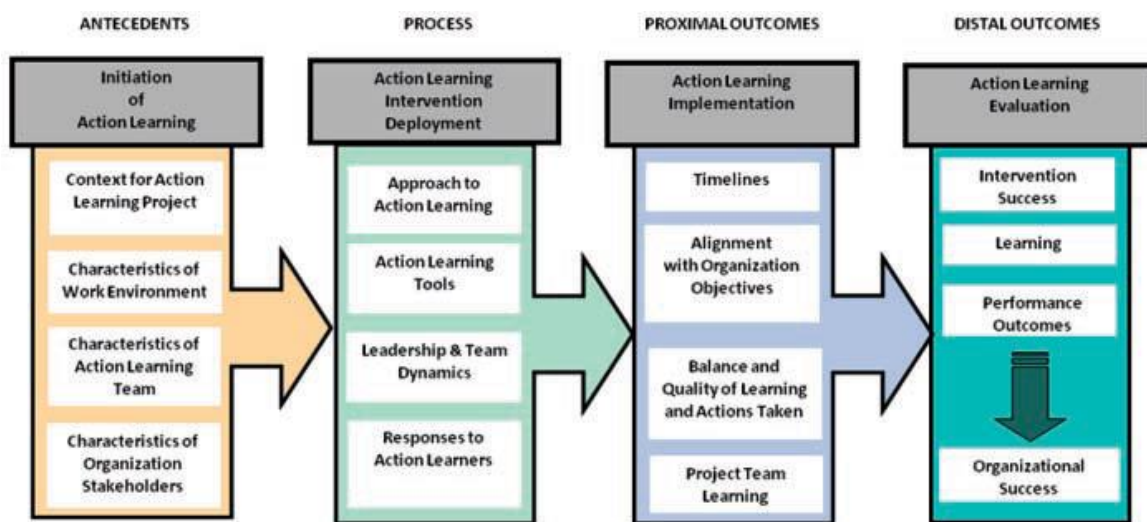 ANTECEDENTS
PROCESS
PROXIMAL OUTCOMES
DISTAL OUTCOMES
Initiation
of
Action Learning
Context for Action
Learning Project
Characteristics of
Work Environment
Characteristics of
Action Learning
Team
Characteristics of
Organization
Stakeholders
Action Learning
Intervention
Deployment
Approach to
Action Learning
Action Learning
Tools
Leadership & Team
Dynamics
Responses to
Action Learners
Action Learning
Implementation
Timelines
Alignment
with Organization
Objectives
Balance and
Quality of Learning
and Actions Taken
Project Team
Learning
Action Learning
Evaluation
Intervention
Success
Learning
Performance
Outcomes
Organizational
Success